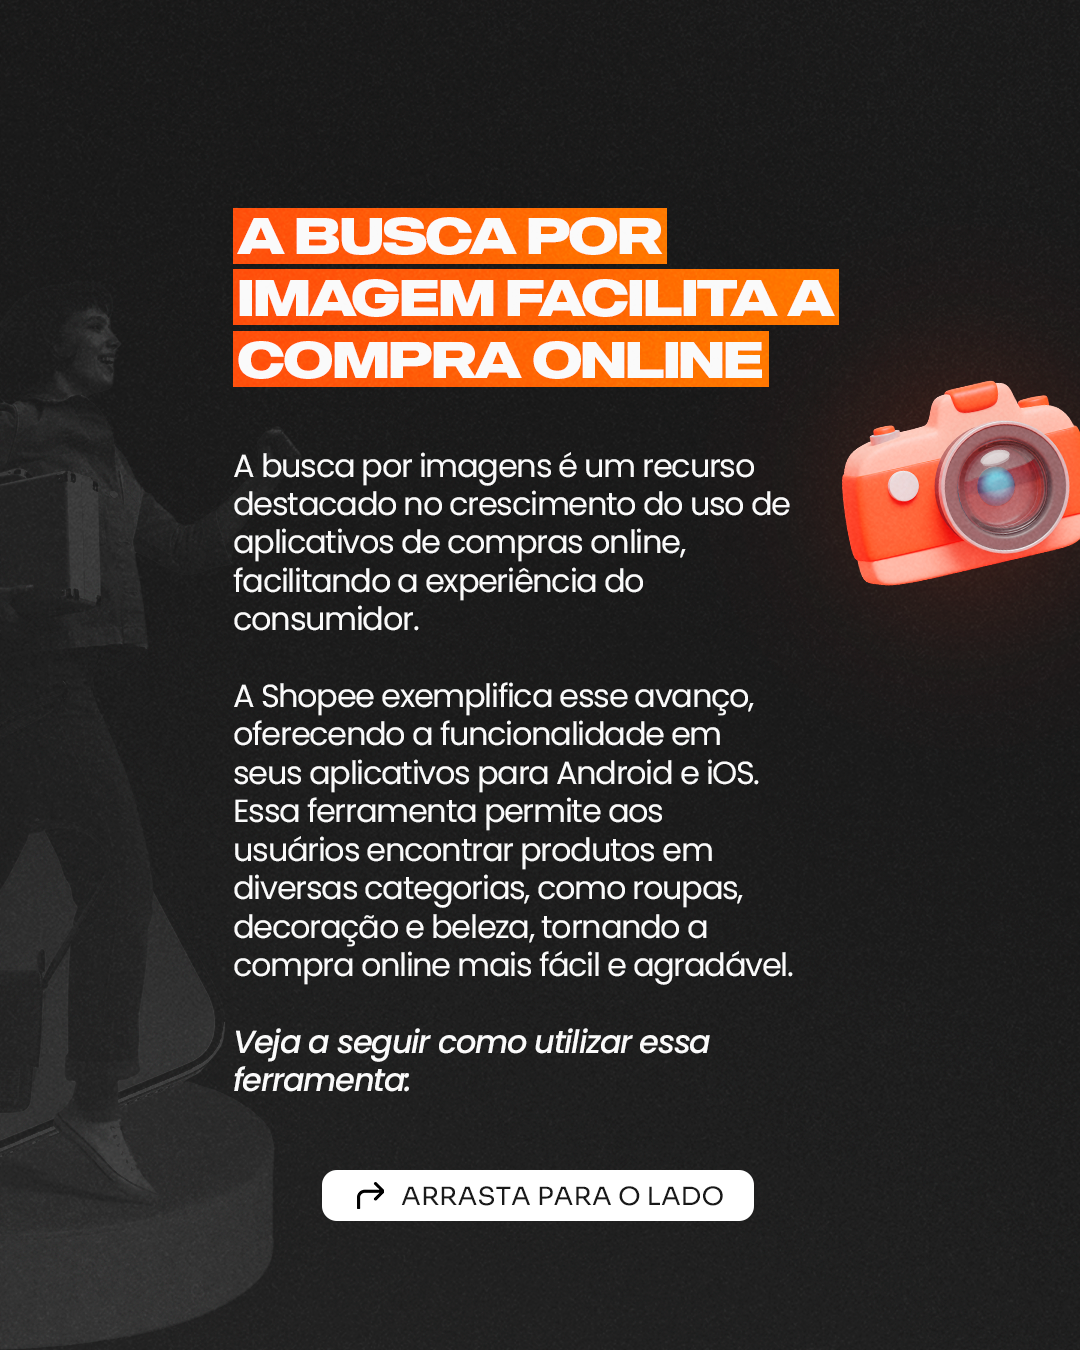 A BUSCA POR
IMAGEM FACILITA A
COMPRA ONLINE
A busca por imagens é um recurso
destacado no crescimento do uso de
aplicativos de compras online,
facilitando a experiência do
consumidor.
A Shopee exemplifica esse avanço,
oferecendo a funcionalidade em
seus aplicativos para Android e iOS.
Essa ferramenta permite aos
usuários encontrar produtos em
diversas categorias, como roupas,
decoração e beleza, tornando a
compra online mais fácil e agradável.
Veja a seguir como utilizar essa
ferramenta:
ARRASTA PARA O LADO